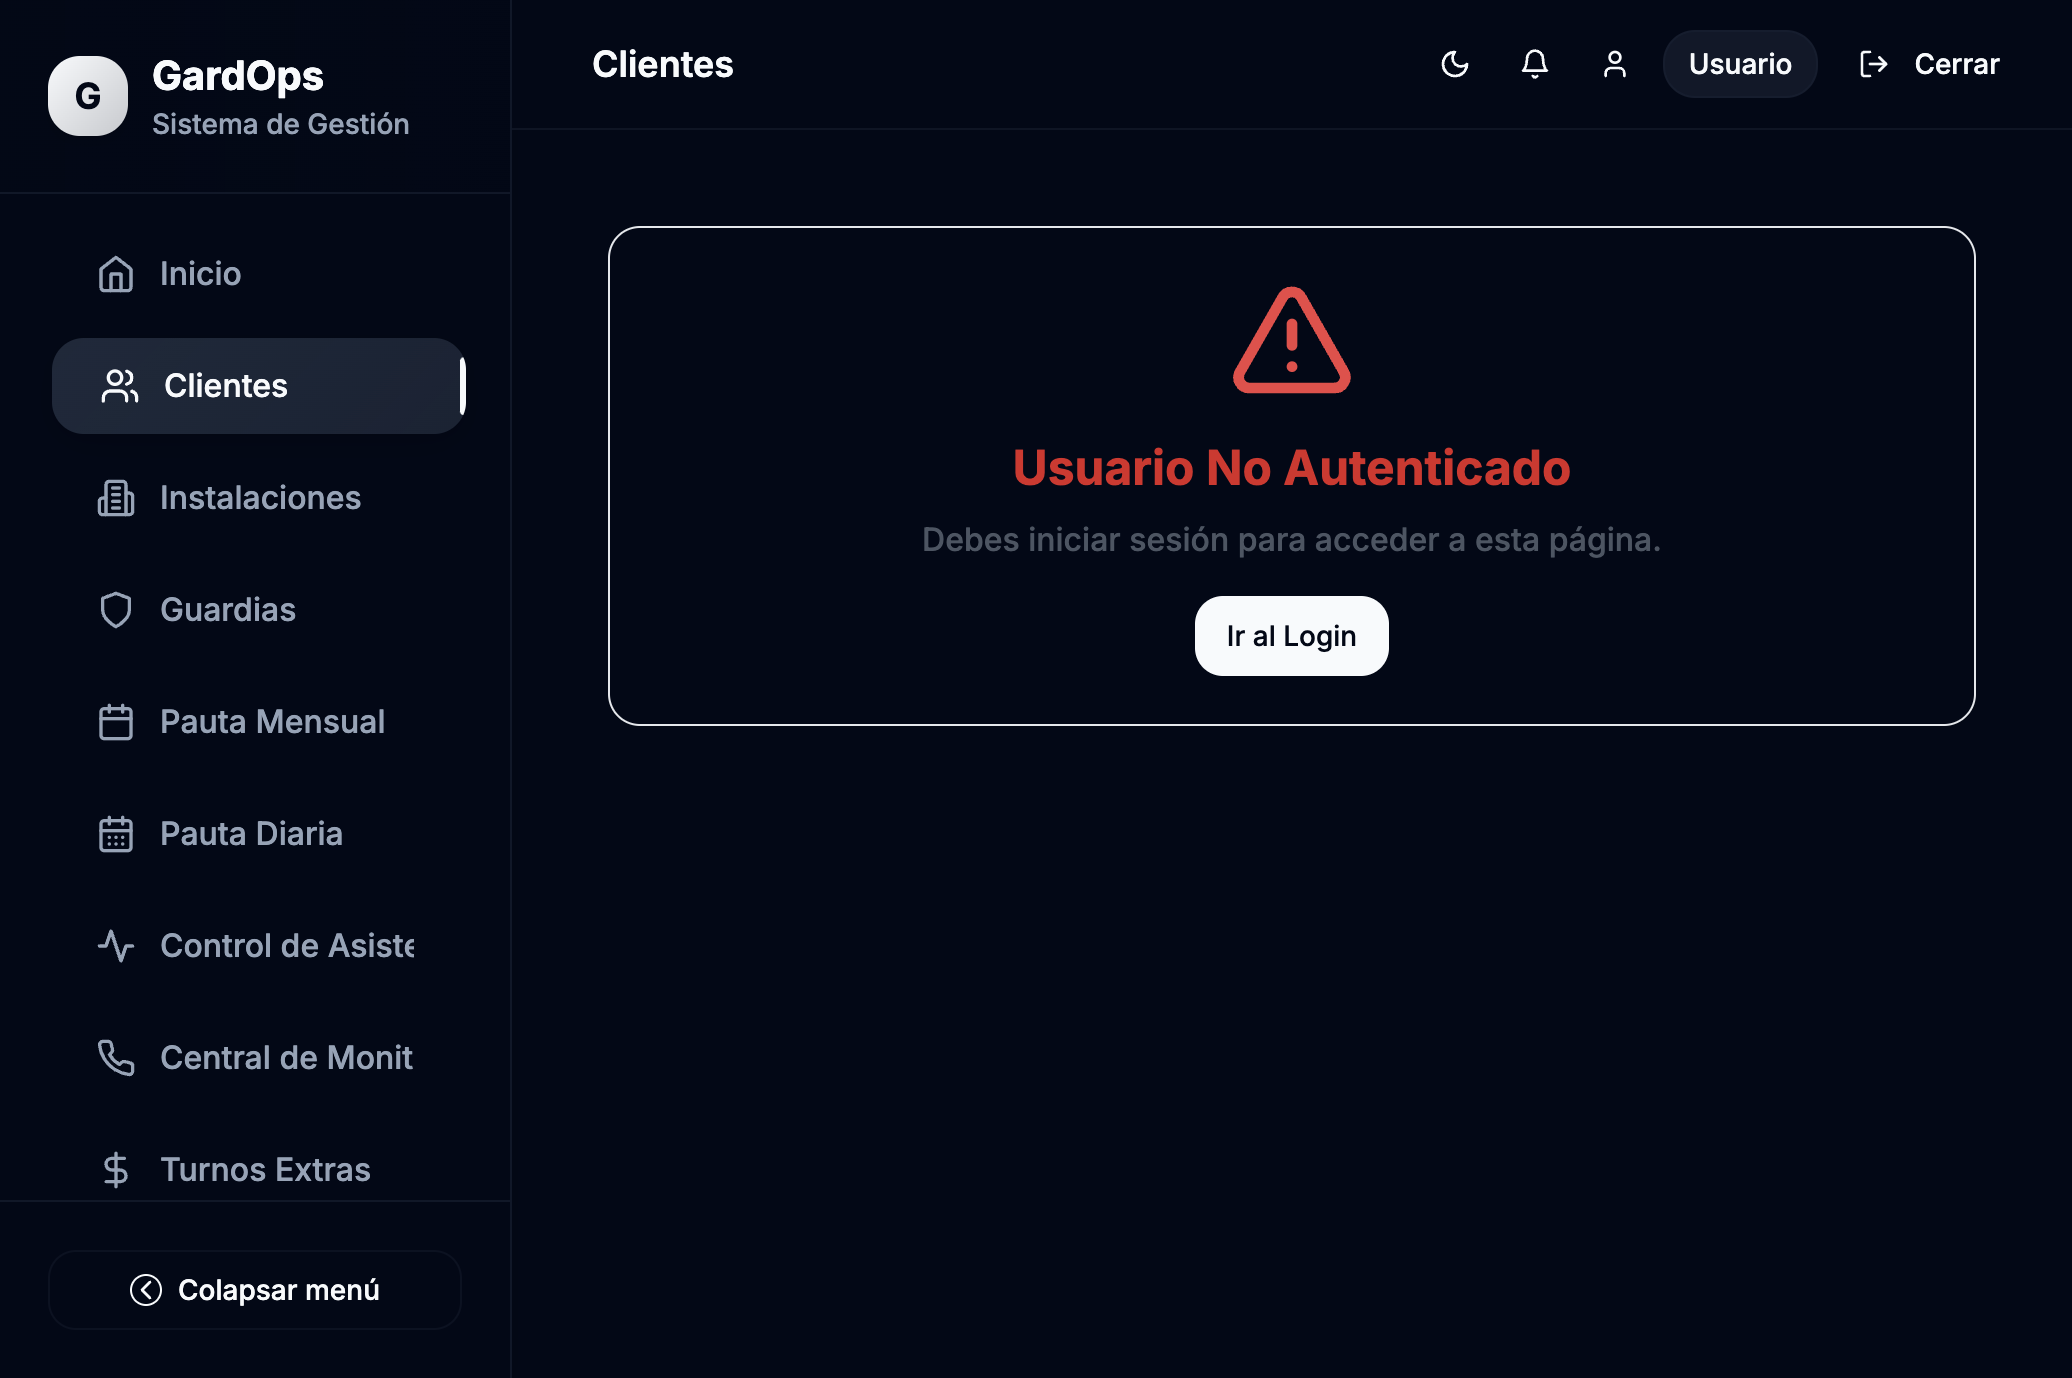 G
GardOps
Sistema de Gestión
Inicio
Clientes
Instalaciones
Guardias
Pauta Mensual
Pauta Diaria
Control de Asiste
Central de Monit
Turnos Extras
Colapsar menú
Clientes
Usuario
Cerrar
Usuario No Autenticado
Debes iniciar sesión para acceder a esta página.
Ir al Login